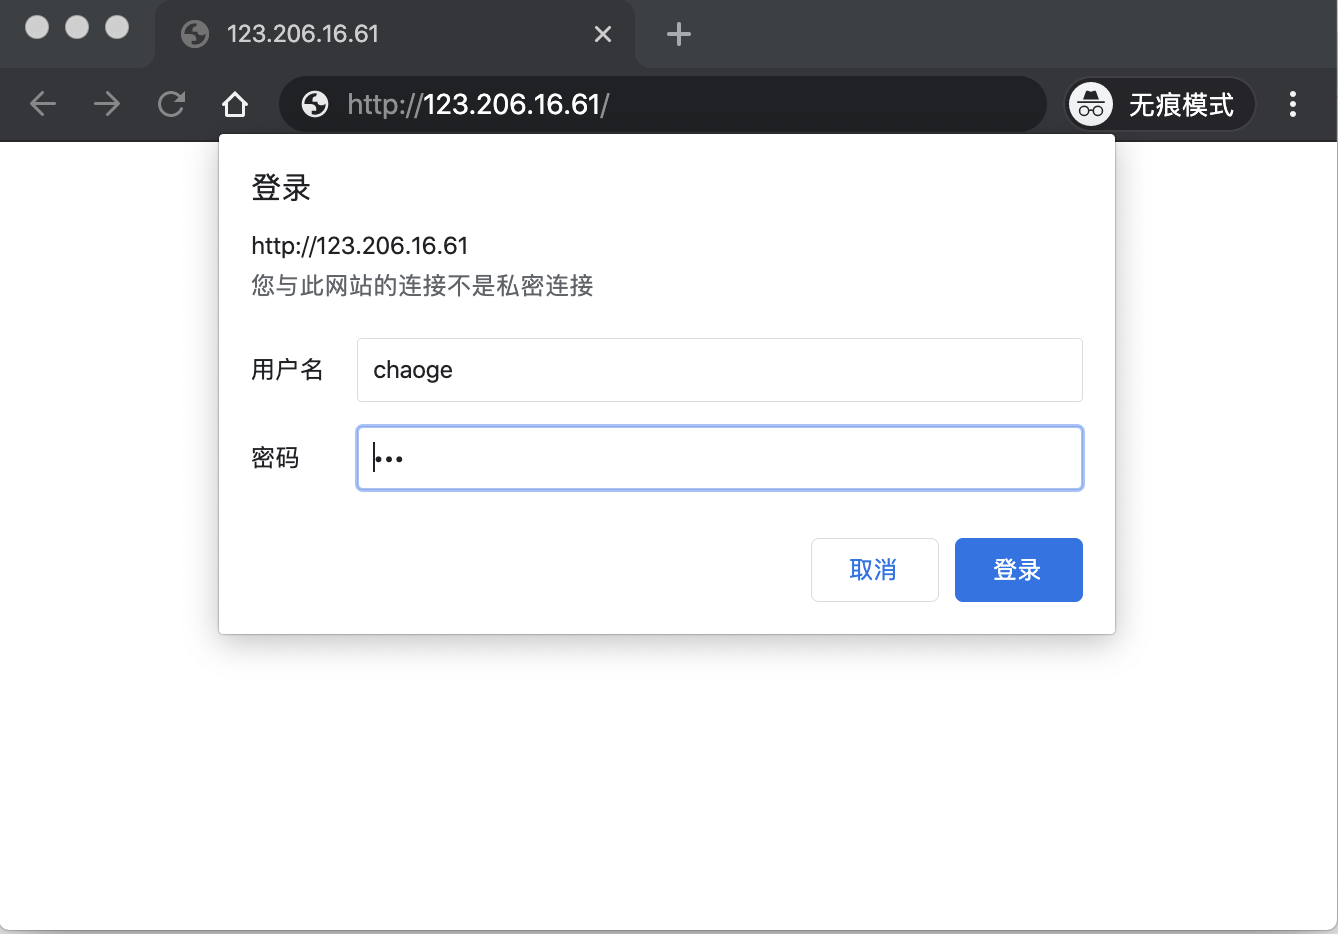 123.206.16.61
http://123.206.16.61/
无痕模式
登录
http://123.206.16.61
您与此网站的连接不是私密连接
用户名 chaoge
密码 •••
取消 登录